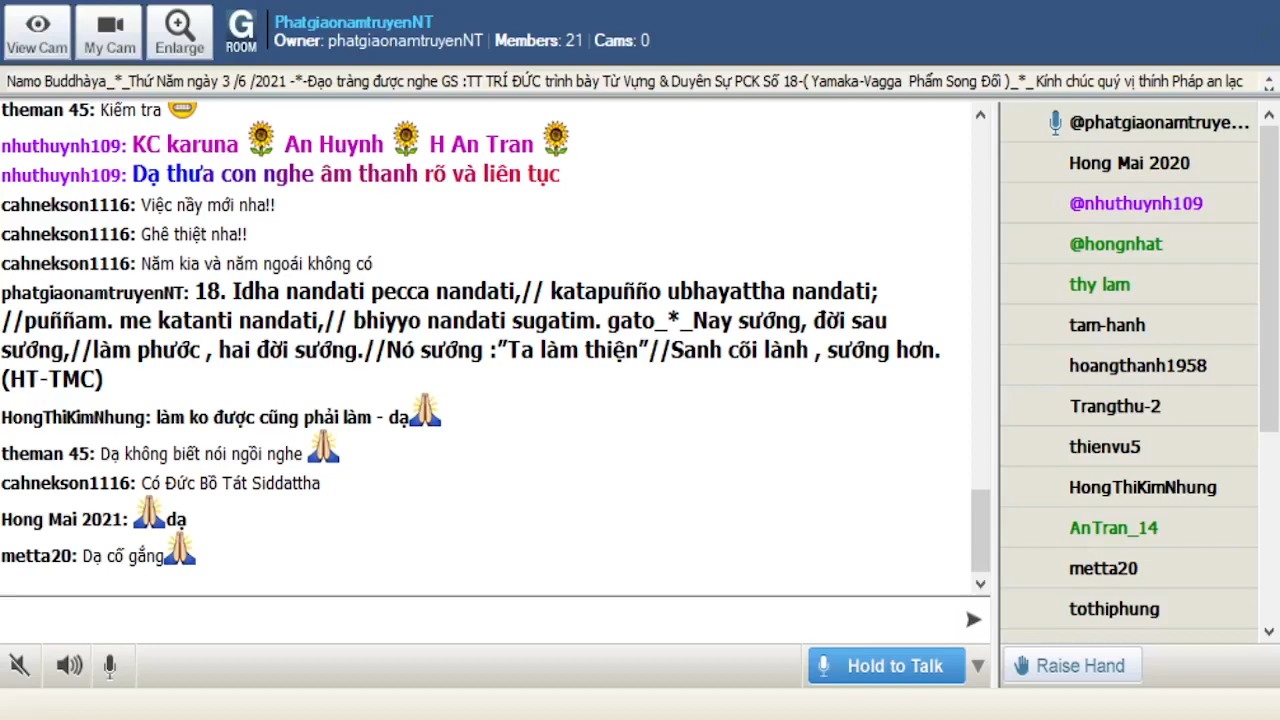 View Cam
My Cam
Enlarge
G
ROOM
PhatgiaonamtruyenNT
Owner: phatgiaonamtruyenNT | Members: 21 | Cams: 0
Namo Buddhàya_*_Thứ Năm ngày 3 /6 /2021 -*-Đạo tràng được nghe GS :TT TRÍ ĐỨC trình bày Từ Vựng & Duyên Sự PCK Số 18-( Yamaka-Vagga Phẩm Song Đối )_*_ Kính chúc quý vị thính Pháp an lạc
theman 45: Kiểm tra
nhuthuynh109: KC karuna An Huynh H An Tran
nhuthuynh109: Dạ thưa con nghe âm thanh rõ và liên tục
cahnekson1116: Việc nầy mới nha!!
cahnekson1116: Ghê thiệt nha!!
cahnekson1116: Năm kia và năm ngoái không có
phatgiaonamtruyenNT: 18. Idha nandati pecca nandati,// katapuñño ubhayattha nandati;
//puññam. me katanti nandati,// bhiyyo nandati sugatim. gato_*_Nay sướng, đời sau
sướng,//làm phước , hai đời sướng.//Nó sướng :”Ta làm thiện”//Sanh cõi lành , sướng hơn.
(HT-TMC)
HongThiKimNhung: làm ko được cũng phải làm - dạ
theman 45: Dạ không biết nói ngồi nghe
cahnekson1116: Có Đức Bồ Tát Siddattha
Hong Mai 2021: dạ
metta20: Dạ cố gắng
@phatgiaonamtruye...
Hong Mai 2020
@nhuthuynh109
@hongnhat
thy lam
tam-hanh
hoangthanh1958
Trangthu-2
thienvu5
HongThiKimNhung
AnTran_14
metta20
tothiphung
Hold to Talk
Raise Hand